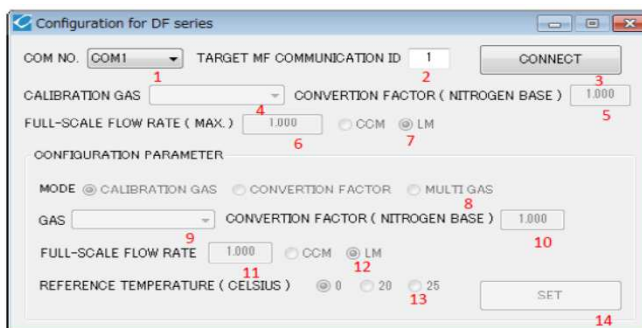 Configuration for DF series
COM NO. COM1 TARGET MF COMMUNICATION ID 1 CONNECT
1 2 3
CALIBRATION GAS CONVERTION FACTOR ( NITROGEN BASE ) 1.000
4 5
FULL-SCALE FLOW RATE ( MAX. ) 1.000 CCM LM
6 7
CONFIGURATION PARAMETER
MODE CALIBRATION GAS CONVERTION FACTOR MULTI GAS
8
GAS CONVERTION FACTOR ( NITROGEN BASE ) 1.000
9 10
FULL-SCALE FLOW RATE 1.000 CCM LM
11 12
REFERENCE TEMPERATURE ( CELSIUS ) 0 20 25 SET
13 14